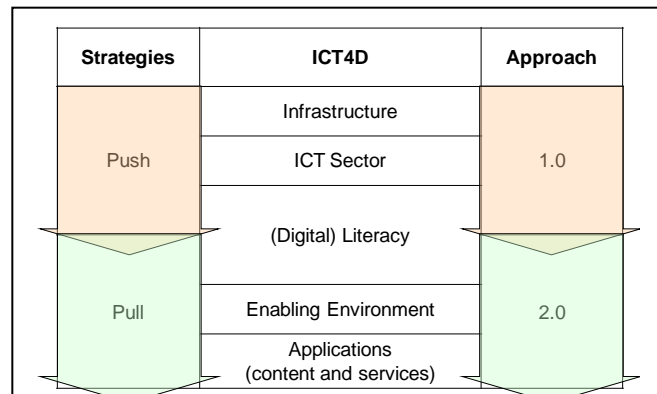 Strategies ICT4D Approach
Infrastructure
Push ICT Sector 1.0
(Digital) Literacy
Pull Enabling Environment 2.0
Applications
(content and services)